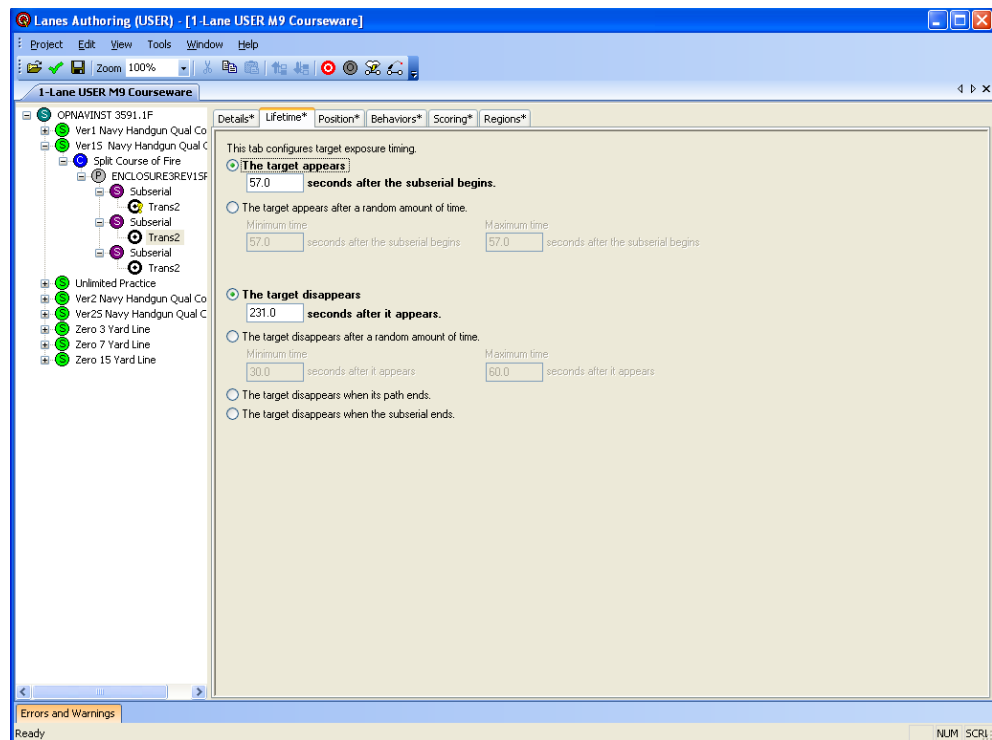 Lanes Authoring (USER) - [1-Lane USER M9 Courseware]
Project Edit View Tools Window Help
Zoom 100%
1-Lane USER M9 Courseware
OPNAVINST 3591.1F
Ver1 Navy Handgun Qual Co
Ver1S Navy Handgun Qual C
Split Course of Fire
ENCLOSURE3REV1SF
Subserial
Trans2
Subserial
Trans2
Subserial
Trans2
Unlimited Practice
Ver2 Navy Handgun Qual Co
Ver2S Navy Handgun Qual C
Zero 3 Yard Line
Zero 7 Yard Line
Zero 15 Yard Line
Details* Lifetime* Position* Behaviors* Scoring* Regions*
This tab configures target exposure timing.
The target appears
57.0 seconds after the subserial begins.
The target appears after a random amount of time.
Minimum time Maximum time
57.0 seconds after the subserial begins 57.0 seconds after the subserial begins
The target disappears
231.0 seconds after it appears.
The target disappears after a random amount of time.
Minimum time Maximum time
30.0 seconds after it appears 60.0 seconds after it appears
The target disappears when its path ends.
The target disappears when the subserial ends.
Errors and Warnings
Ready NUM SCRL